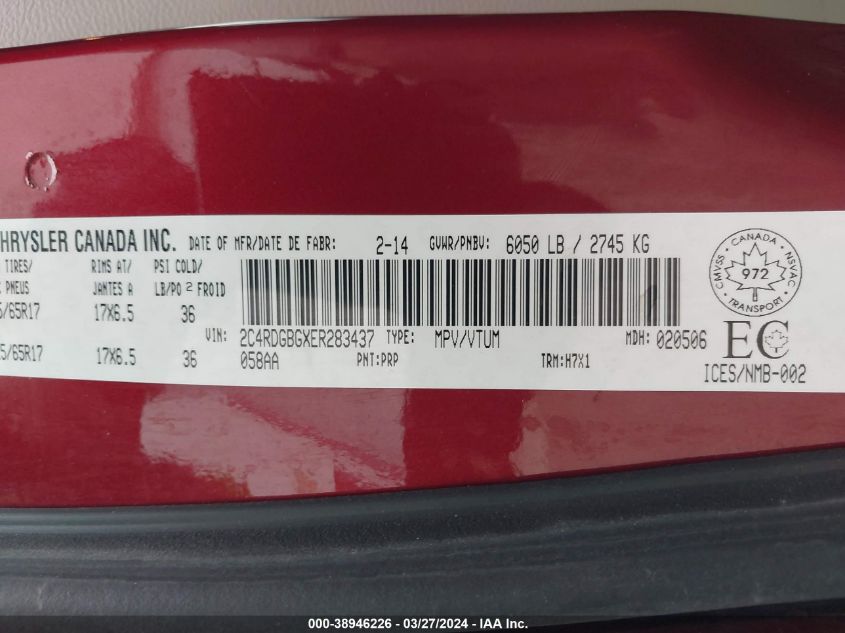 HRYSLER CANADA INC. DATE OF MFR/DATE DE FABR: 2-14 GVWR/PNBV: 6050 LB / 2745 KG
TIRES/ RIMS AT/ PSI COLD/
PNEUS JANTES A LB/PO 2 FROID
5/65R17 17X6.5 36
VIN: 2C4RDGBGXER283437 TYPE: MPV/VTUM MDH: 020506
5/65R17 17X6.5 36 058AA PNT:PRP TRM:H7X1
CANADA
CMVSS 972 NSVAC
TRANSPORT
EC
ICES/NMB-002
000-38946226 - 03/27/2024 - IAA Inc.